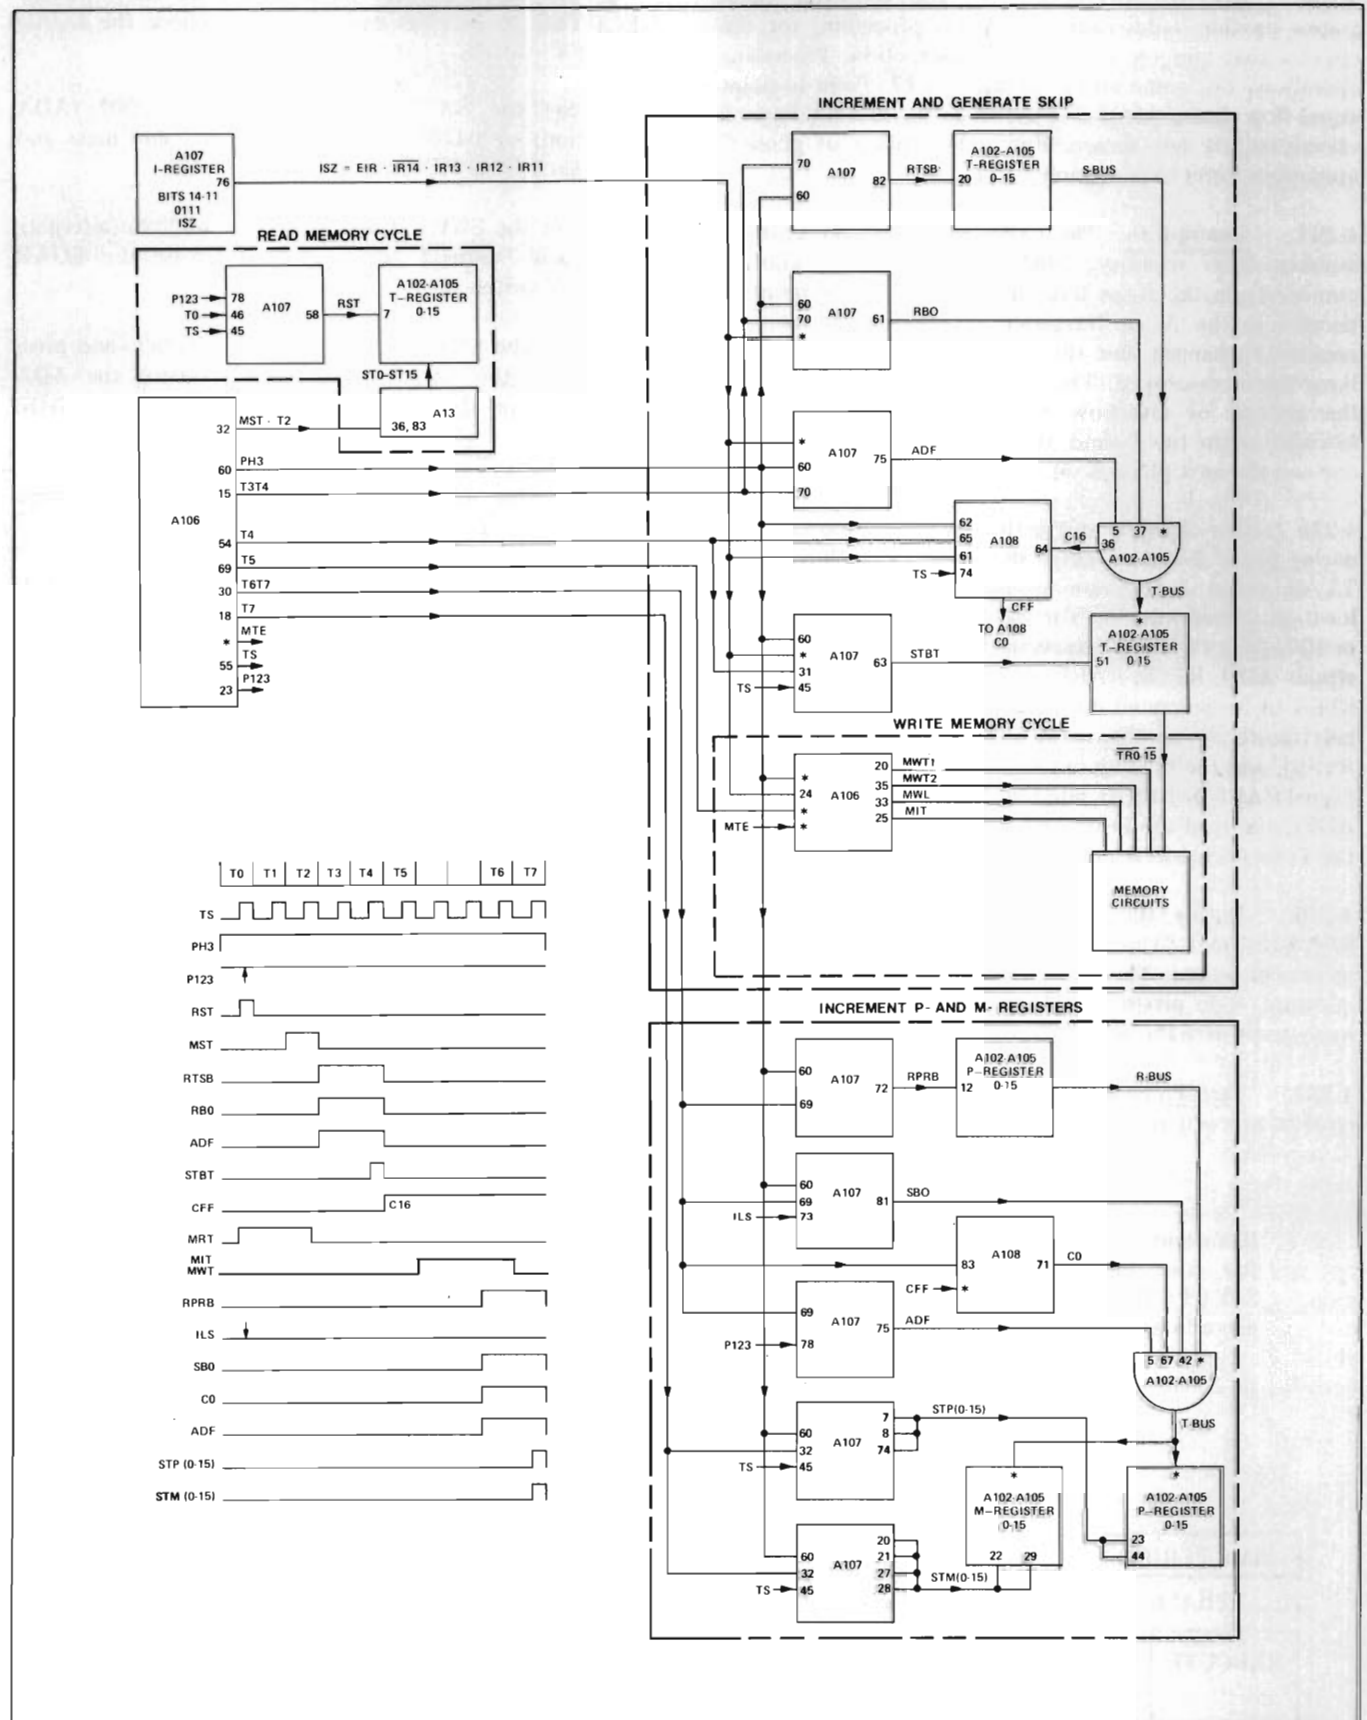 INCREMENT AND GENERATE SKIP
A107
I-REGISTER
76
BITS 14-11
0111
ISZ
ISZ = EIR · IR14 · IR13 · IR12 · IR11
READ MEMORY CYCLE
P123
T0
TS
78
46
45
A107
58
RST
A102-A105
T-REGISTER
0-15
7
ST0-ST15
A13
36, 83
A106
32
MST · T2
60
PH3
15
T3T4
54
T4
69
T5
30
T6T7
18
T7
*
MTE
55
TS
23
P123
70
60
A107
82
RTSB
A102-A105
T-REGISTER
20
0-15
S-BUS
60
70
*
A107
61
RBO
*
60
70
A107
75
ADF
62
65
61
TS
74
A108
64
C16
5 37 *
36
A102-A105
T-BUS
CFF
TO A108
C0
60
*
31
TS
45
A107
63
STBT
*
A102-A105
T-REGISTER
51
0-15
TR0-15
WRITE MEMORY CYCLE
*
24
*
MTE
*
A106
20
35
33
25
MWT1
MWT2
MWL
MIT
MEMORY
CIRCUITS
T0 T1 T2 T3 T4 T5 T6 T7
TS
PH3
P123
RST
MST
RTSB
RB0
ADF
STBT
CFF
C16
MRT
MIT
MWT
RPRB
ILS
SB0
C0
ADF
STP (0-15)
STM (0-15)
INCREMENT P- AND M- REGISTERS
60
69
A107
72
RPRB
A102-A105
P-REGISTER
12
0-15
R-BUS
60
69
ILS
73
A107
81
SBO
83
CFF
*
A108
71
C0
69
P123
78
A107
75
ADF
5 67 42 *
A102-A105
T-BUS
60
32
TS
45
A107
7
8
74
STP(0-15)
*
A102-A105
M-REGISTER
0-15
22 29
*
A102-A105
P-REGISTER
0-15
23
44
60
32
TS
45
A107
20
21
27
28
STM(0-15)